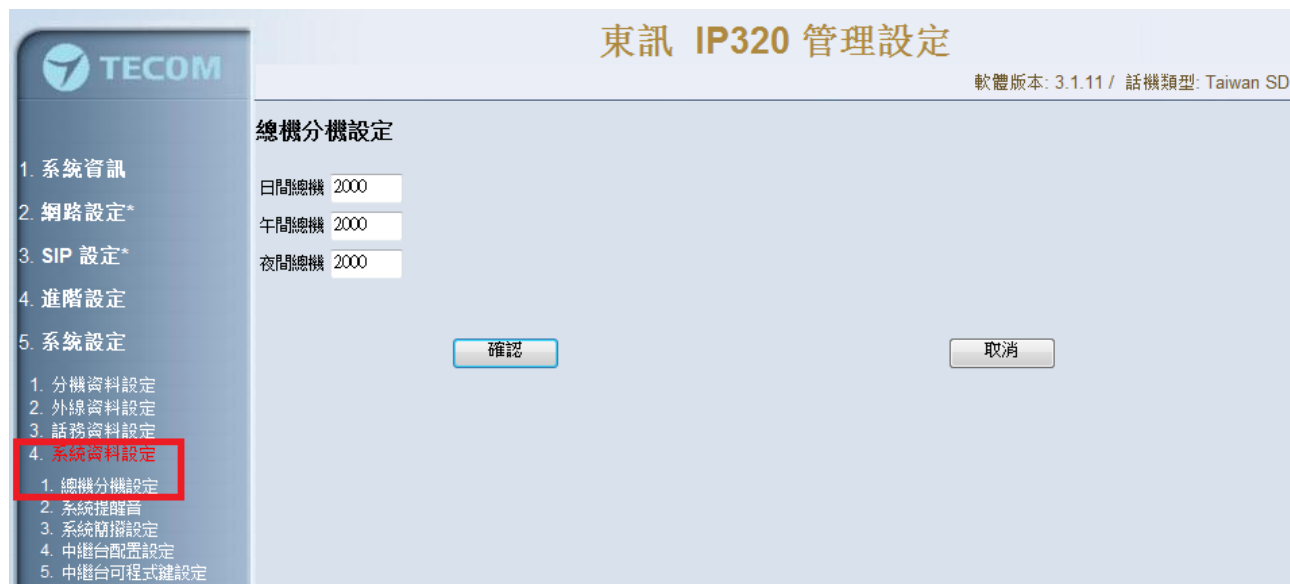 TECOM
東訊 IP320 管理設定
軟體版本: 3.1.11 / 話機類型: Taiwan SD
總機分機設定
日間總機 2000
午間總機 2000
夜間總機 2000
確認 取消
1. 系統資訊
2. 網路設定*
3. SIP 設定*
4. 進階設定
5. 系統設定
1. 分機資料設定
2. 外線資料設定
3. 話務資料設定
4. 系統資料設定
1. 總機分機設定
2. 系統提醒音
3. 系統簡撥設定
4. 中繼台配置設定
5. 中繼台可程式鍵設定